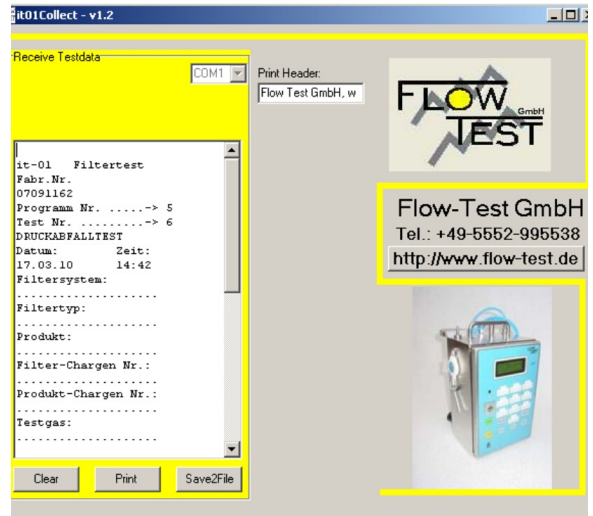 it01Collect - v1.2
Receive Testdata
COM1
Print Header:
Flow Test GmbH, w
it-01 Filtertest
Fabr.Nr.
07091162
Programm Nr. .....-> 5
Test Nr. .........-> 6
DRUCKABFALLTEST
Datum: Zeit:
17.03.10 14:42
Filtersystem:
...................
Filtertyp:
...................
Produkt:
...................
Filter-Chargen Nr.:
...................
Produkt-Chargen Nr.:
...................
Testgas:
...................
Clear Print Save2File
FLOW
GmbH
TEST
Flow-Test GmbH
Tel.: +49-5552-995538
http://www.flow-test.de